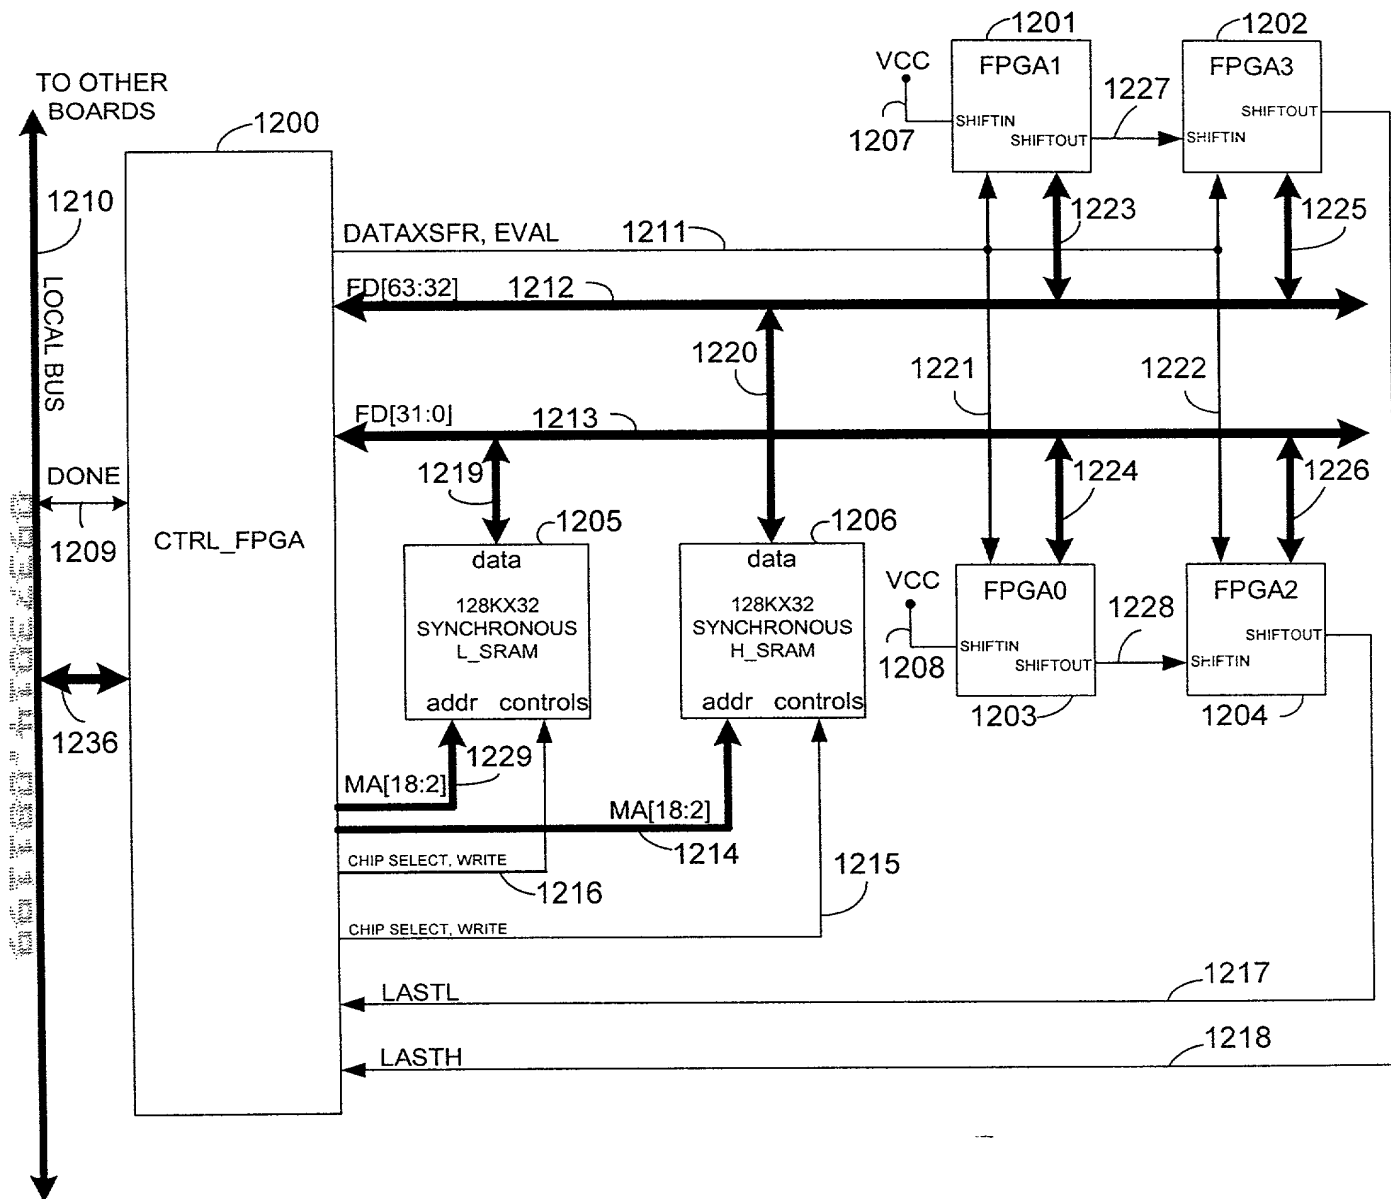 1201
1202
TO OTHER
BOARDS
VCC
FPGA1
FPGA3
1227
1200
1207
SHIFTIN
SHIFTOUT
SHIFTIN
SHIFTOUT
1210
DATAXSFR, EVAL
1211
1223
1225
LOCAL BUS
FD[63:32]
1212
1220
1221
1222
FD[31:0]
1213
DONE
1219
1224
1226
1209
CTRL_FPGA
1205
1206
data
data
VCC
FPGA0
FPGA2
128KX32
SYNCHRONOUS
L_SRAM
128KX32
SYNCHRONOUS
H_SRAM
1228
1208
SHIFTIN
SHIFTOUT
SHIFTIN
SHIFTOUT
addr controls
addr controls
1203
1204
1236
1229
MA[18:2]
MA[18:2]
1214
CHIP SELECT, WRITE
1216
1215
CHIP SELECT, WRITE
LASTL
1217
LASTH
1218